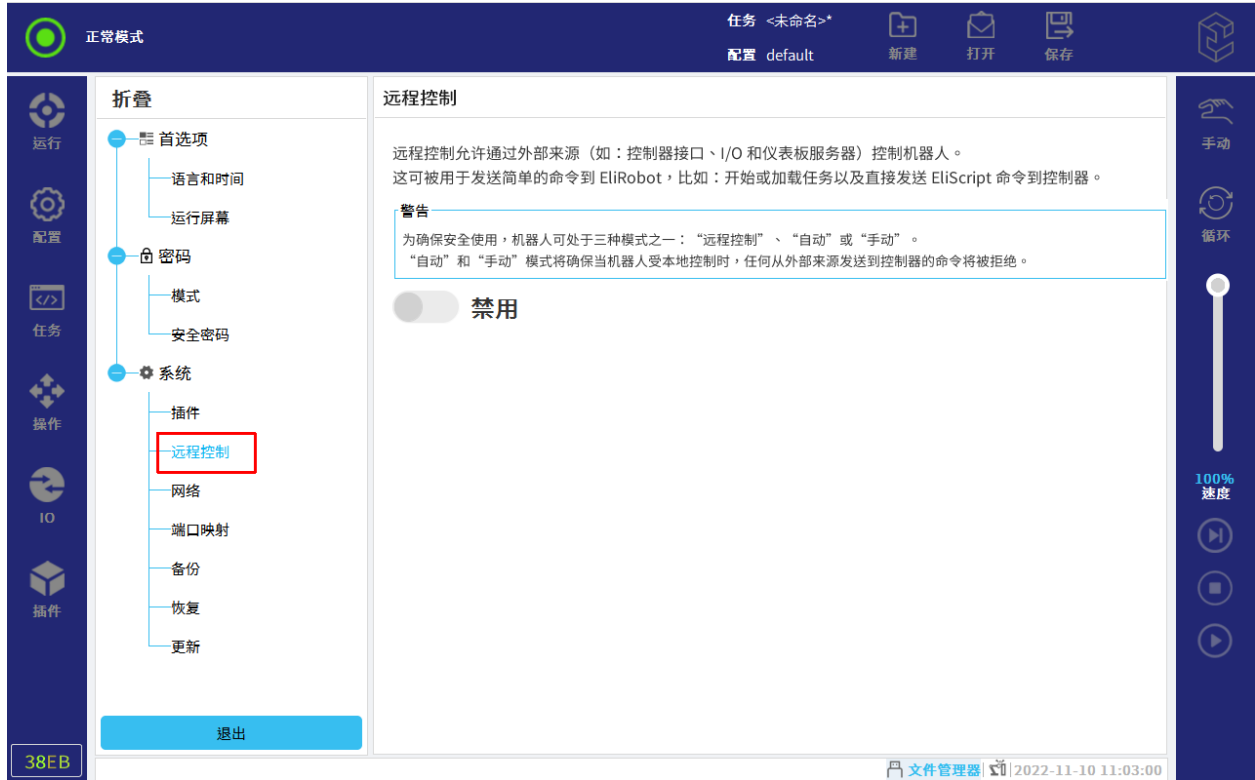 正常模式
任务 <未命名>*
配置 default
新建
打开
保存
运行
配置
任务
操作
IO
插件
38EB
折叠
首选项
语言和时间
运行屏幕
密码
模式
安全密码
系统
插件
远程控制
网络
端口映射
备份
恢复
更新
退出
远程控制
远程控制允许通过外部来源（如：控制器接口、I/O 和仪表板服务器）控制机器人。
这可被用于发送简单的命令到 EliRobot，比如：开始或加载任务以及直接发送 EliScript 命令到控制器。
警告
为确保安全使用，机器人可处于三种模式之一：“远程控制”、“自动”或“手动”。
“自动”和“手动”模式将确保当机器人受本地控制时，任何从外部来源发送到控制器的命令将被拒绝。
禁用
手动
循环
100%
速度
文件管理器
2022-11-10 11:03:00